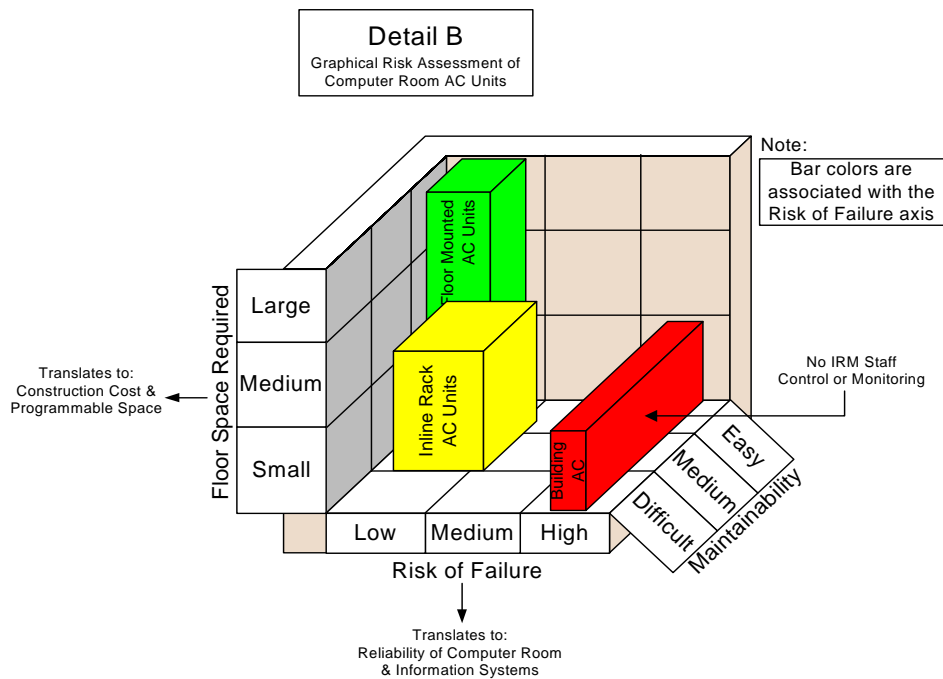 Detail B
Graphical Risk Assessment of
Computer Room AC Units
Note:
Bar colors are
associated with the
Risk of Failure axis
Floor Mounted
AC Units
Large
Medium
Small
Floor Space Required
Translates to:
Construction Cost &
Programmable Space
Inline Rack
AC Units
Building
AC
No IRM Staff
Control or Monitoring
Easy
Medium
Difficult
Maintainability
Low
Medium
High
Risk of Failure
Translates to:
Reliability of Computer Room
& Information Systems